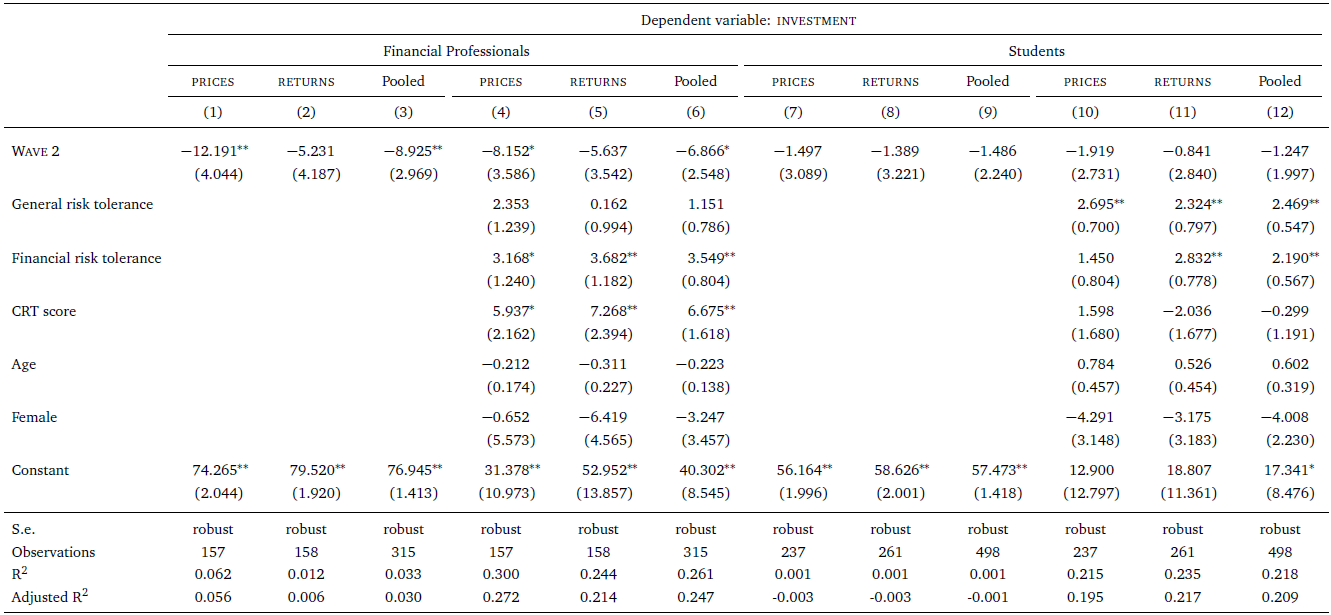 Dependent variable: INVESTMENT
Financial Professionals Students
PRICES RETURNS Pooled PRICES RETURNS Pooled PRICES RETURNS Pooled PRICES RETURNS Pooled
(1) (2) (3) (4) (5) (6) (7) (8) (9) (10) (11) (12)
WAVE 2 −12.191** −5.231 −8.925** −8.152* −5.637 −6.866* −1.497 −1.389 −1.486 −1.919 −0.841 −1.247
(4.044) (4.187) (2.969) (3.586) (3.542) (2.548) (3.089) (3.221) (2.240) (2.731) (2.840) (1.997)
General risk tolerance 2.353 0.162 1.151 2.695** 2.324** 2.469**
(1.239) (0.994) (0.786) (0.700) (0.797) (0.547)
Financial risk tolerance 3.168* 3.682** 3.549** 1.450 2.832** 2.190**
(1.240) (1.182) (0.804) (0.804) (0.778) (0.567)
CRT score 5.937* 7.268** 6.675** 1.598 −2.036 −0.299
(2.162) (2.394) (1.618) (1.680) (1.677) (1.191)
Age −0.212 −0.311 −0.223 0.784 0.526 0.602
(0.174) (0.227) (0.138) (0.457) (0.454) (0.319)
Female −0.652 −6.419 −3.247 −4.291 −3.175 −4.008
(5.573) (4.565) (3.457) (3.148) (3.183) (2.230)
Constant 74.265** 79.520** 76.945** 31.378** 52.952** 40.302** 56.164** 58.626** 57.473** 12.900 18.807 17.341*
(2.044) (1.920) (1.413) (10.973) (13.857) (8.545) (1.996) (2.001) (1.418) (12.797) (11.361) (8.476)
S.e. robust robust robust robust robust robust robust robust robust robust robust robust
Observations 157 158 315 157 158 315 237 261 498 237 261 498
R² 0.062 0.012 0.033 0.300 0.244 0.261 0.001 0.001 0.001 0.215 0.235 0.218
Adjusted R² 0.056 0.006 0.030 0.272 0.214 0.247 -0.003 -0.003 -0.001 0.195 0.217 0.209